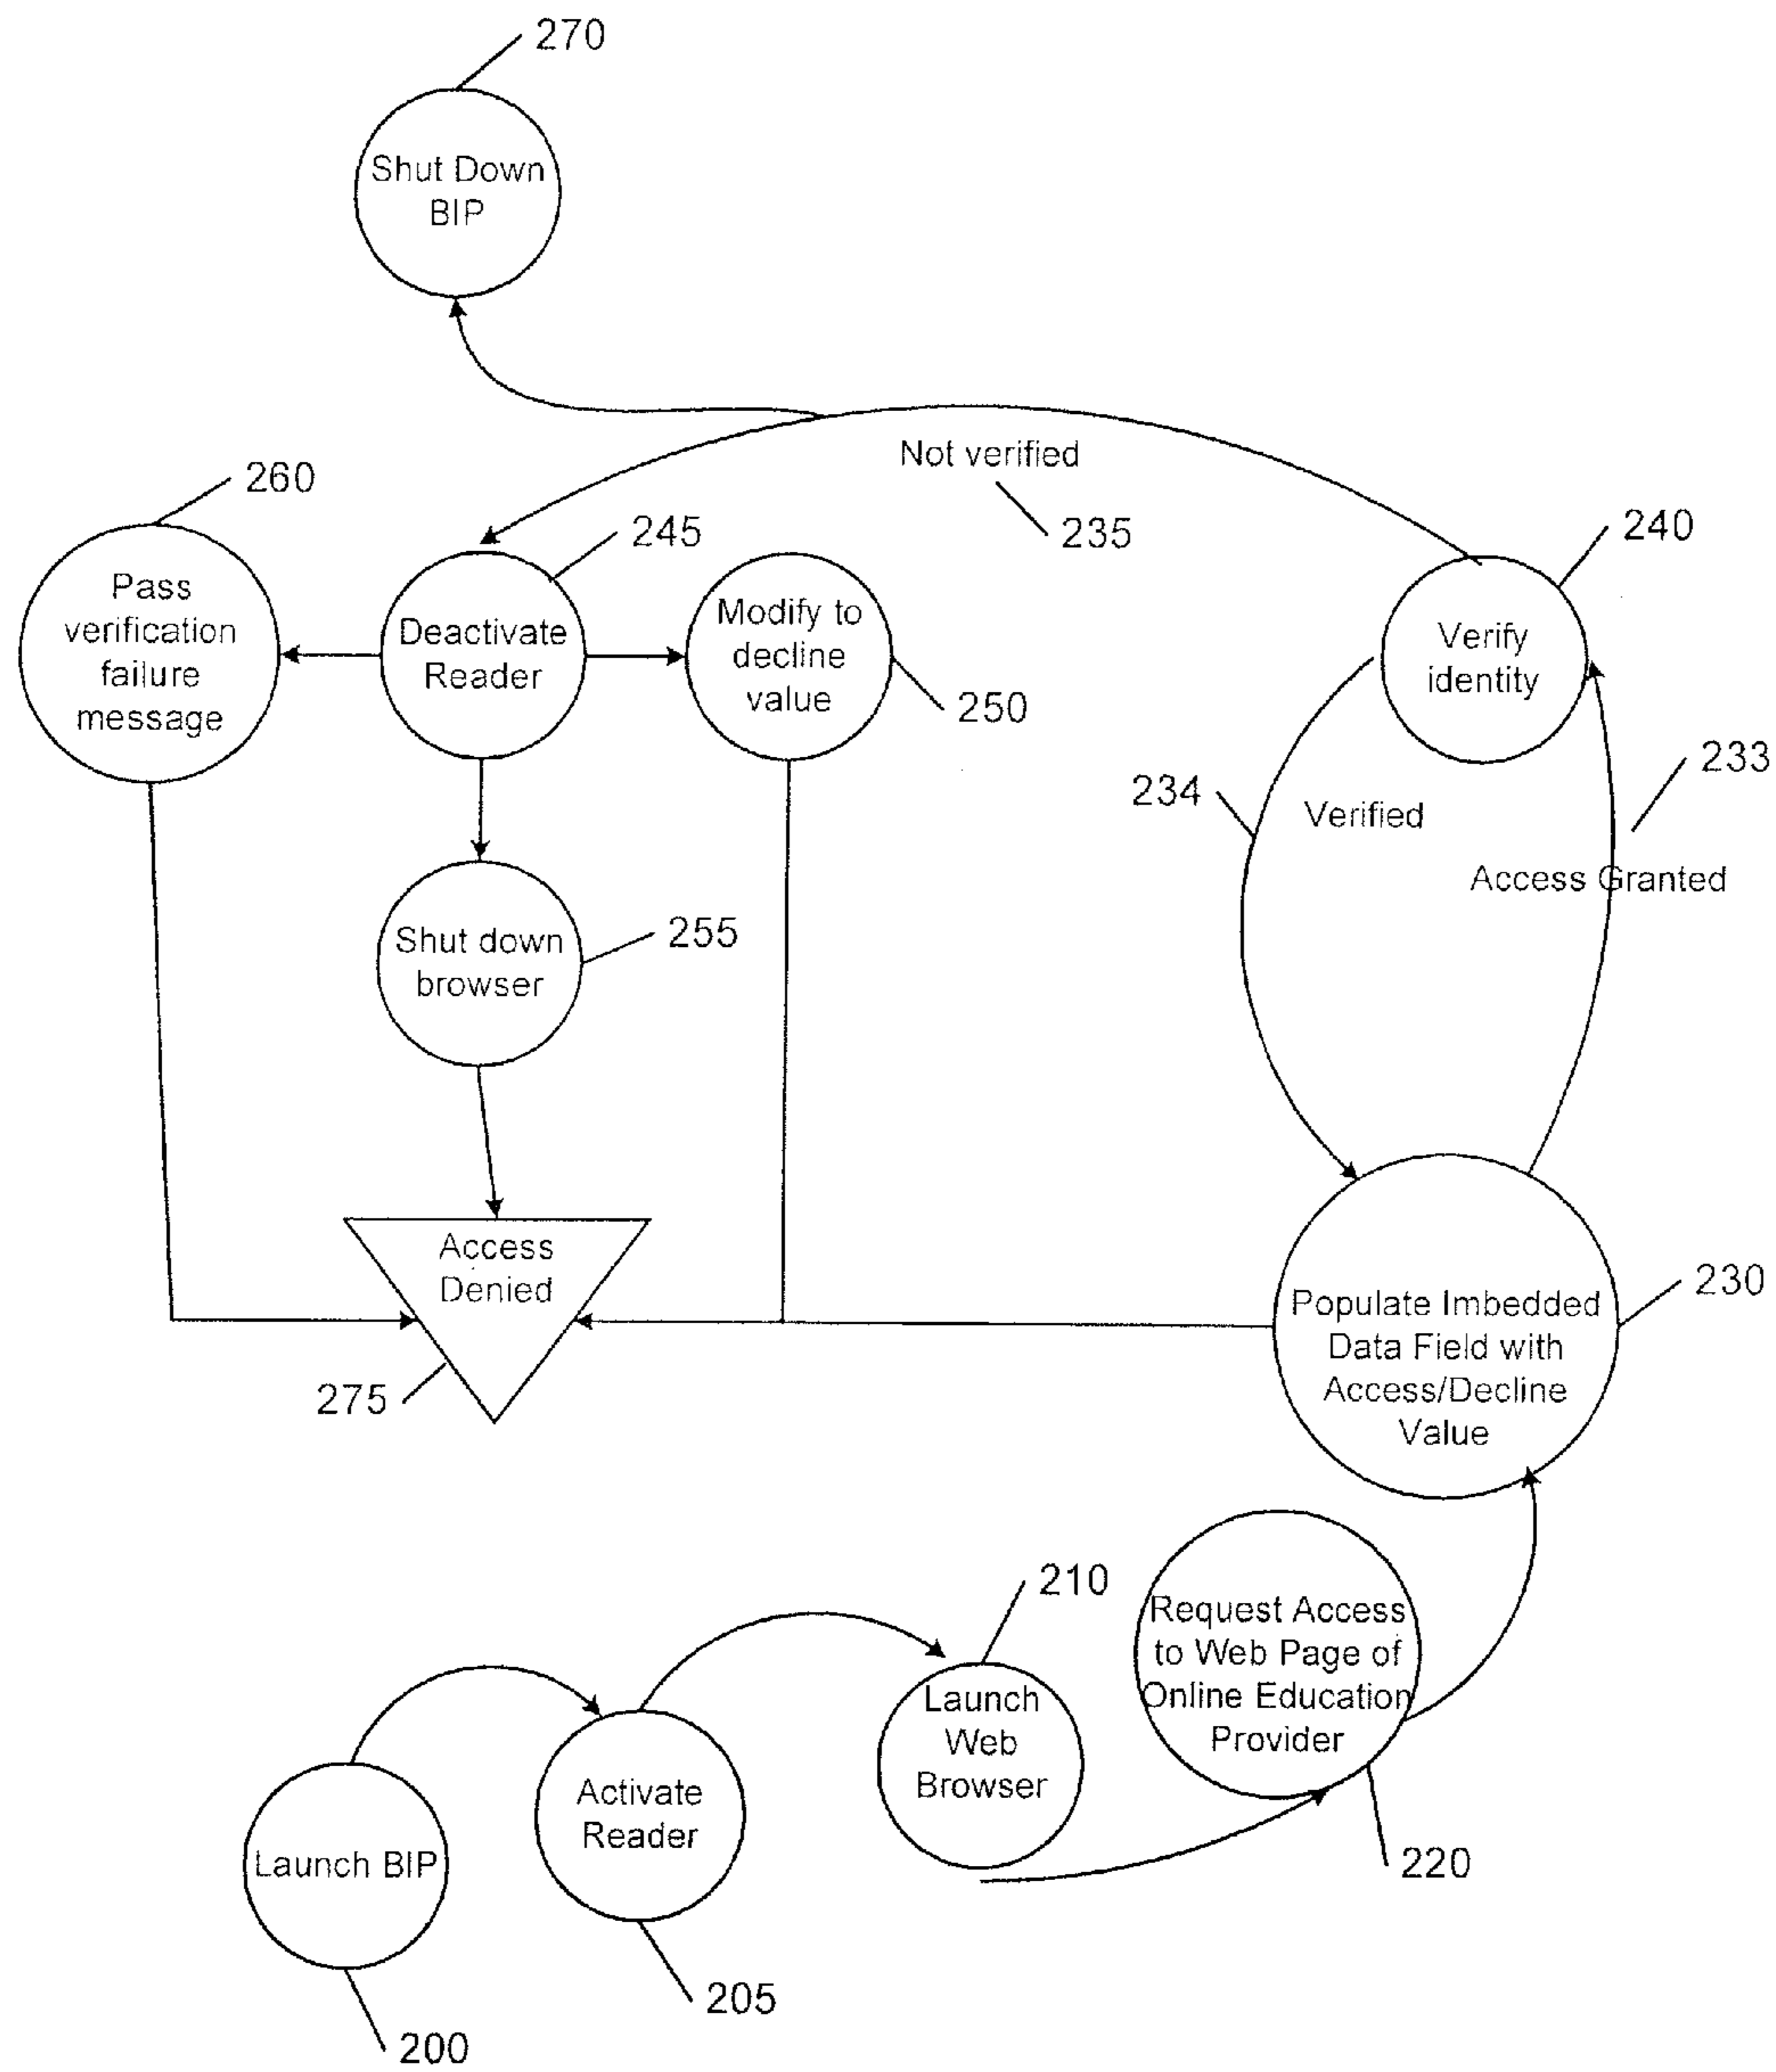 270
Shut Down
BIP
Not verified
235
260
Pass
verification
failure
message
245
Deactivate
Reader
Modify to
decline
value
250
240
Verify
identity
233
234
Verified
Access Granted
Shut down
browser
255
Access
Denied
275
230
Populate Imbedded
Data Field with
Access/Decline
Value
210
Request Access
to Web Page of
Online Education
Provider
220
Launch
Web
Browser
Activate
Reader
205
Launch BIP
200